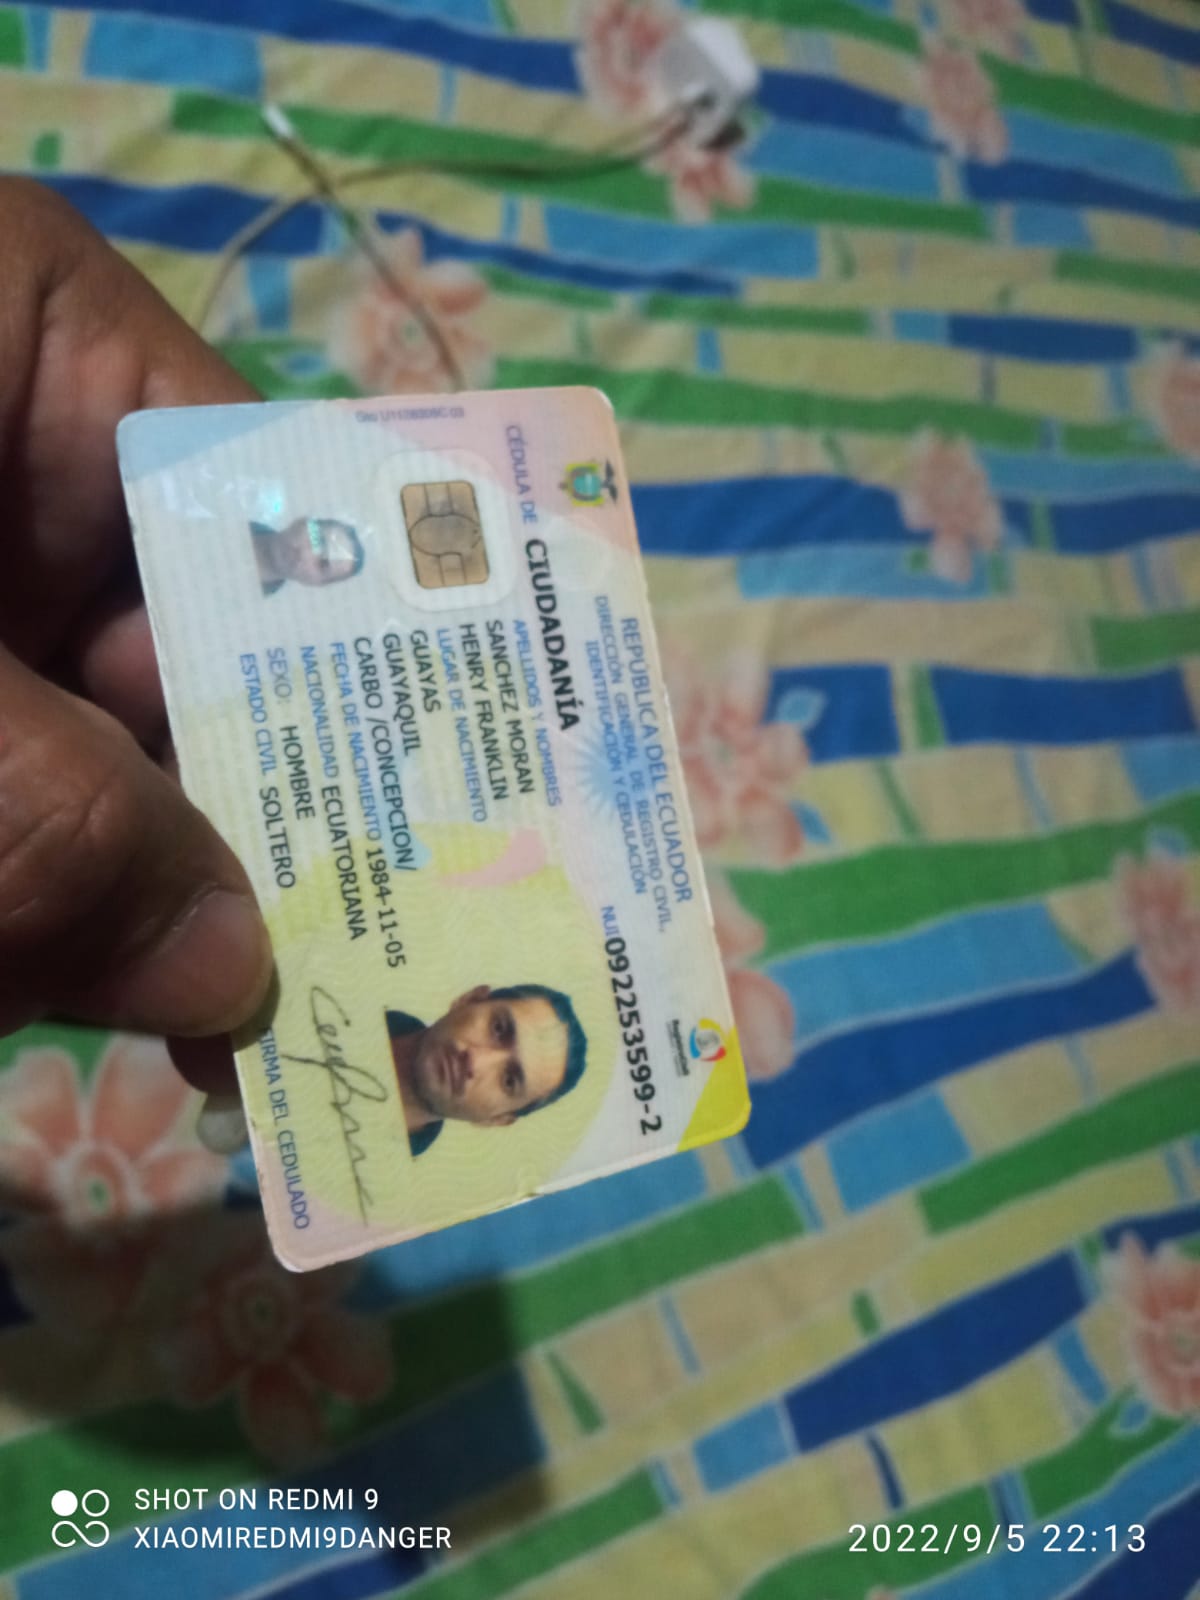 REPÚBLICA DEL ECUADOR
DIRECCIÓN GENERAL DE REGISTRO CIVIL,
IDENTIFICACIÓN Y CEDULACIÓN
CÉDULA DE CIUDADANÍA
NUI 092253599-2
APELLIDOS Y NOMBRES
SANCHEZ MORAN
HENRY FRANKLIN
LUGAR DE NACIMIENTO
GUAYAS
GUAYAQUIL
CARBO /CONCEPCION/
FECHA DE NACIMIENTO 1984-11-05
NACIONALIDAD ECUATORIANA
SEXO HOMBRE
ESTADO CIVIL SOLTERO
FIRMA DEL CEDULADO
SHOT ON REDMI 9
XIAOMIREDMI9DANGER
2022/9/5 22:13